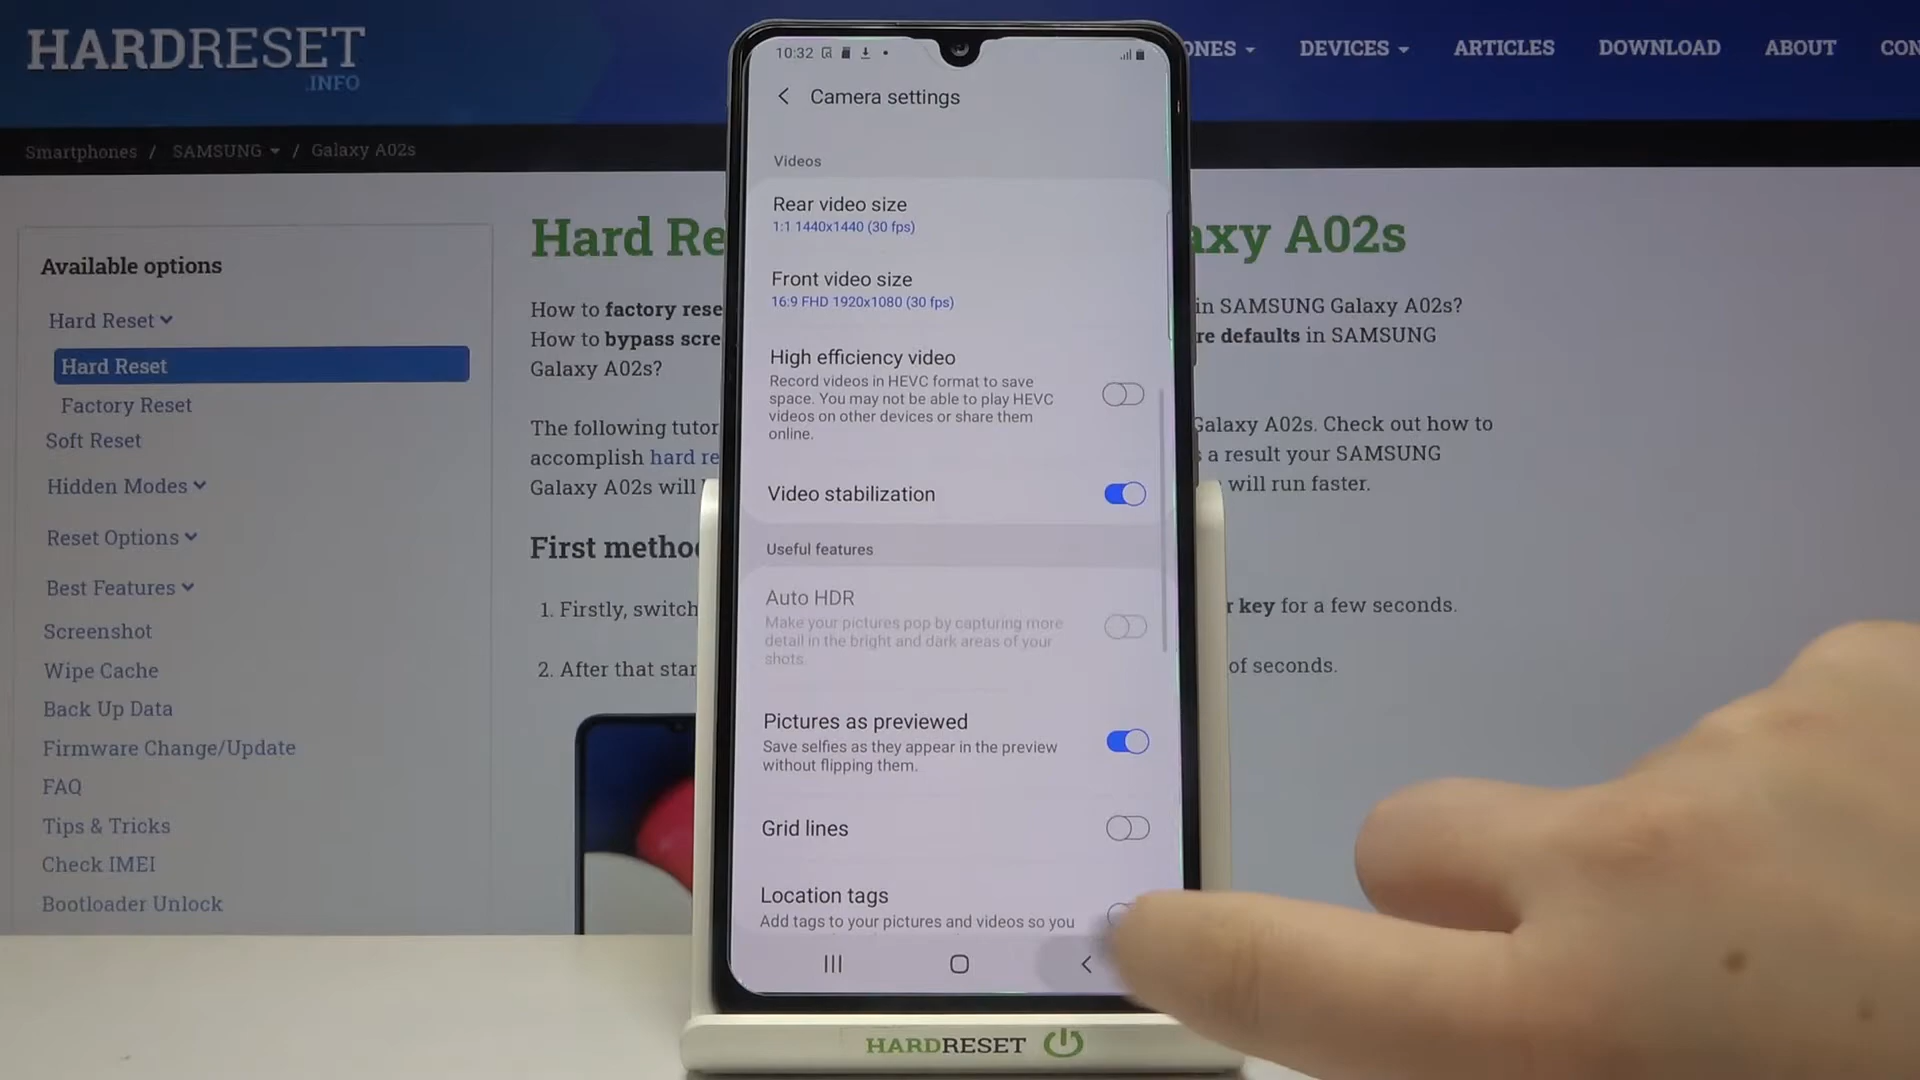 HARDRESET
.INFO
ONES
DEVICES
ARTICLES
DOWNLOAD
ABOUT
Smartphones / SAMSUNG / Galaxy A02s
Available options
Hard Reset
Hard Reset
Factory Reset
Soft Reset
Hidden Modes
Reset Options
Best Features
Screenshot
Wipe Cache
Back Up Data
Firmware Change/Update
FAQ
Tips & Tricks
Check IMEI
Bootloader Unlock
Hard Re
axy A02s
How to factory rese
in SAMSUNG Galaxy A02s?
How to bypass scre
re defaults in SAMSUNG
Galaxy A02s?
The following tutor
Galaxy A02s. Check out how to
accomplish hard re
a result your SAMSUNG
Galaxy A02s will
will run faster.
First metho
1. Firstly, switch
r key for a few seconds.
2. After that star
of seconds.
10:32
Camera settings
Videos
Rear video size
1:1 1440x1440 (30 fps)
Front video size
16:9 FHD 1920x1080 (30 fps)
High efficiency video
Record videos in HEVC format to save
space. You may not be able to play HEVC
videos on other devices or share them
online.
Video stabilization
Useful features
Auto HDR
Make your pictures pop by capturing more
detail in the bright and dark areas of your
shots.
Pictures as previewed
Save selfies as they appear in the preview
without flipping them.
Grid lines
Location tags
Add tags to your pictures and videos so you
HARDRESET